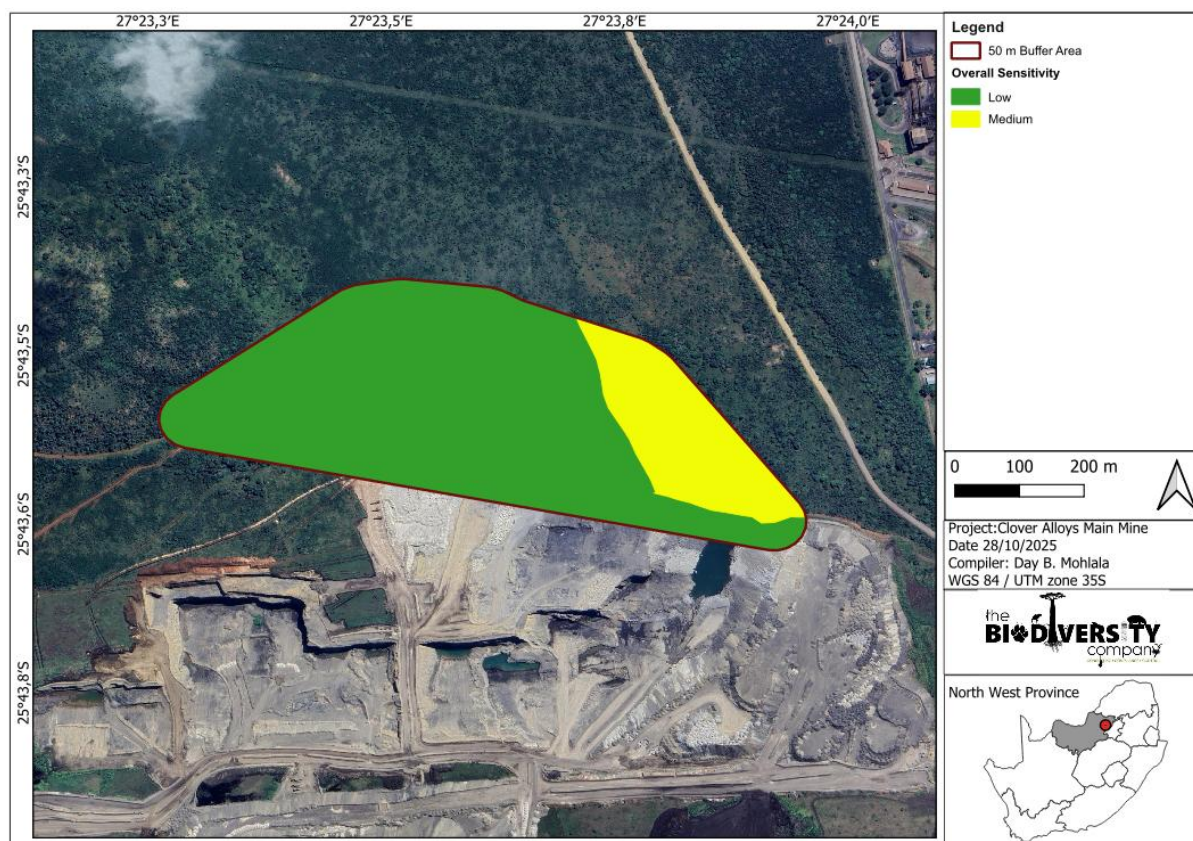 27°23,3'E 27°23,5'E 27°23,8'E 27°24,0'E
25°43,3'S
25°43,5'S
25°43,6'S
25°43,8'S
Legend
50 m Buffer Area
Overall Sensitivity
Low
Medium
0 100 200 m
Project:Clover Alloys Main Mine
Date 28/10/2025
Compiler: Day B. Mohlala
WGS 84 / UTM zone 35S
the
BIODIVERSITY
company
North West Province